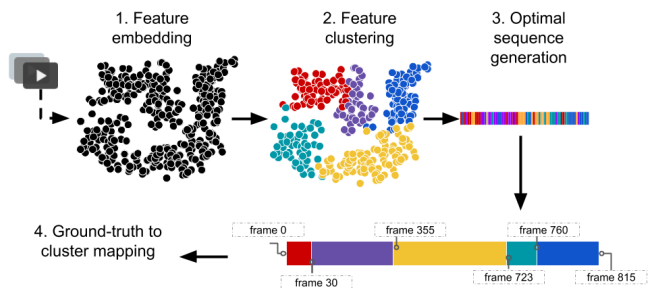 1. Feature
embedding
2. Feature
clustering
3. Optimal
sequence
generation
4. Ground-truth to
cluster mapping
frame 0
frame 355
frame 760
frame 30
frame 723
frame 815